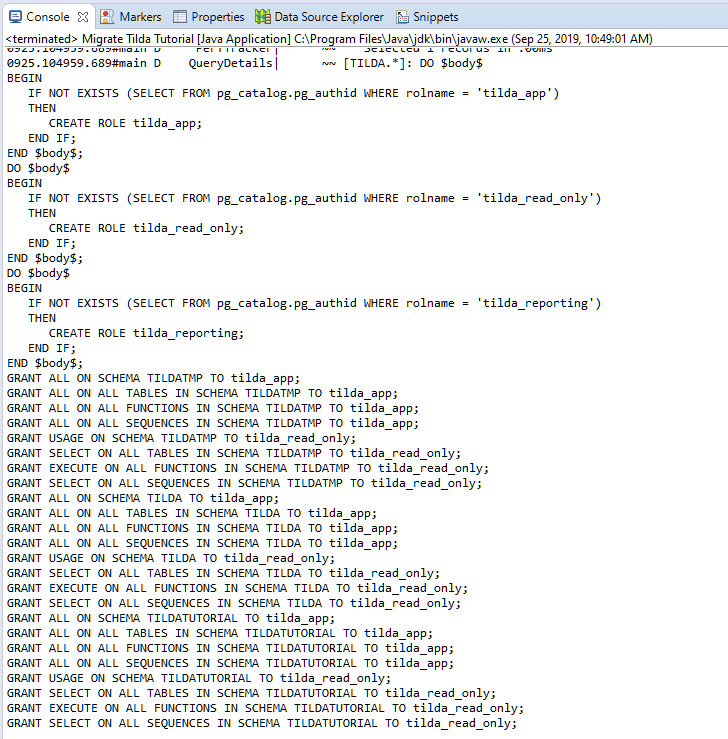 Console Markers Properties Data Source Explorer Snippets
<terminated> Migrate Tilda Tutorial [Java Application] C:\Program Files\Java\jdk\bin\javaw.exe (Sep 25, 2019, 10:49:01 AM)
0925.104959.689#main D    PerfTracker|      ~~    Selected 1 records in .00ms
0925.104959.689#main D    QueryDetails|      ~~ [TILDA.*]: DO $body$
BEGIN
   IF NOT EXISTS (SELECT FROM pg_catalog.pg_authid WHERE rolname = 'tilda_app')
   THEN
      CREATE ROLE tilda_app;
   END IF;
END $body$;
DO $body$
BEGIN
   IF NOT EXISTS (SELECT FROM pg_catalog.pg_authid WHERE rolname = 'tilda_read_only')
   THEN
      CREATE ROLE tilda_read_only;
   END IF;
END $body$;
DO $body$
BEGIN
   IF NOT EXISTS (SELECT FROM pg_catalog.pg_authid WHERE rolname = 'tilda_reporting')
   THEN
      CREATE ROLE tilda_reporting;
   END IF;
END $body$;
GRANT ALL ON SCHEMA TILDATMP TO tilda_app;
GRANT ALL ON ALL TABLES IN SCHEMA TILDATMP TO tilda_app;
GRANT ALL ON ALL FUNCTIONS IN SCHEMA TILDATMP TO tilda_app;
GRANT ALL ON ALL SEQUENCES IN SCHEMA TILDATMP TO tilda_app;
GRANT USAGE ON SCHEMA TILDATMP TO tilda_read_only;
GRANT SELECT ON ALL TABLES IN SCHEMA TILDATMP TO tilda_read_only;
GRANT EXECUTE ON ALL FUNCTIONS IN SCHEMA TILDATMP TO tilda_read_only;
GRANT SELECT ON ALL SEQUENCES IN SCHEMA TILDATMP TO tilda_read_only;
GRANT ALL ON SCHEMA TILDA TO tilda_app;
GRANT ALL ON ALL TABLES IN SCHEMA TILDA TO tilda_app;
GRANT ALL ON ALL FUNCTIONS IN SCHEMA TILDA TO tilda_app;
GRANT ALL ON ALL SEQUENCES IN SCHEMA TILDA TO tilda_app;
GRANT USAGE ON SCHEMA TILDA TO tilda_read_only;
GRANT SELECT ON ALL TABLES IN SCHEMA TILDA TO tilda_read_only;
GRANT EXECUTE ON ALL FUNCTIONS IN SCHEMA TILDA TO tilda_read_only;
GRANT SELECT ON ALL SEQUENCES IN SCHEMA TILDA TO tilda_read_only;
GRANT ALL ON SCHEMA TILDATUTORIAL TO tilda_app;
GRANT ALL ON ALL TABLES IN SCHEMA TILDATUTORIAL TO tilda_app;
GRANT ALL ON ALL FUNCTIONS IN SCHEMA TILDATUTORIAL TO tilda_app;
GRANT ALL ON ALL SEQUENCES IN SCHEMA TILDATUTORIAL TO tilda_app;
GRANT USAGE ON SCHEMA TILDATUTORIAL TO tilda_read_only;
GRANT SELECT ON ALL TABLES IN SCHEMA TILDATUTORIAL TO tilda_read_only;
GRANT EXECUTE ON ALL FUNCTIONS IN SCHEMA TILDATUTORIAL TO tilda_read_only;
GRANT SELECT ON ALL SEQUENCES IN SCHEMA TILDATUTORIAL TO tilda_read_only;